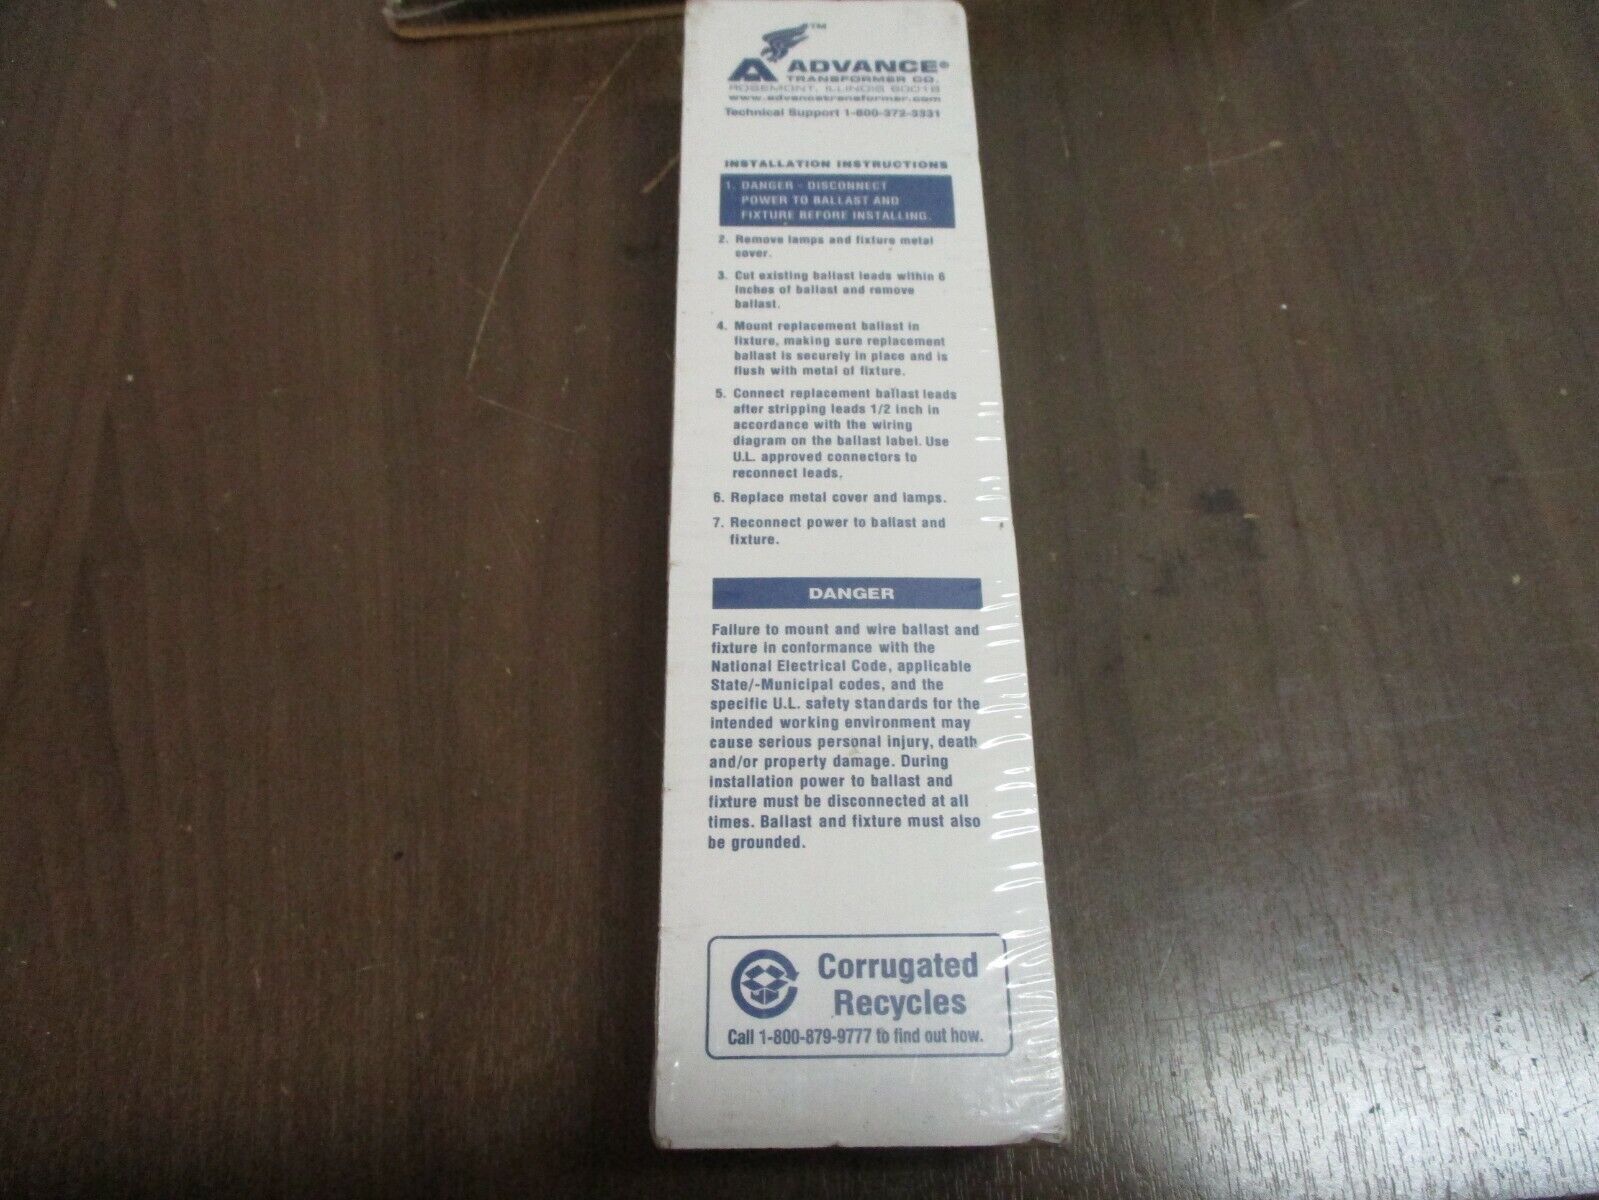 ™
A ADVANCE®
TRANSFORMER CO.
ROSEMONT, ILLINOIS 60018
www.advancetransformer.com
Technical Support 1-800-372-3331
INSTALLATION INSTRUCTIONS
1. DANGER - DISCONNECT
POWER TO BALLAST AND
FIXTURE BEFORE INSTALLING.
2. Remove lamps and fixture metal
cover.
3. Cut existing ballast leads within 6
inches of ballast and remove
ballast.
4. Mount replacement ballast in
fixture, making sure replacement
ballast is securely in place and is
flush with metal of fixture.
5. Connect replacement ballast leads
after stripping leads 1/2 inch in
accordance with the wiring
diagram on the ballast label. Use
U.L. approved connectors to
reconnect leads.
6. Replace metal cover and lamps.
7. Reconnect power to ballast and
fixture.
DANGER
Failure to mount and wire ballast and
fixture in conformance with the
National Electrical Code, applicable
State/-Municipal codes, and the
specific U.L. safety standards for the
intended working environment may
cause serious personal injury, death
and/or property damage. During
installation power to ballast and
fixture must be disconnected at all
times. Ballast and fixture must also
be grounded.
Corrugated
Recycles
Call 1-800-879-9777 to find out how.